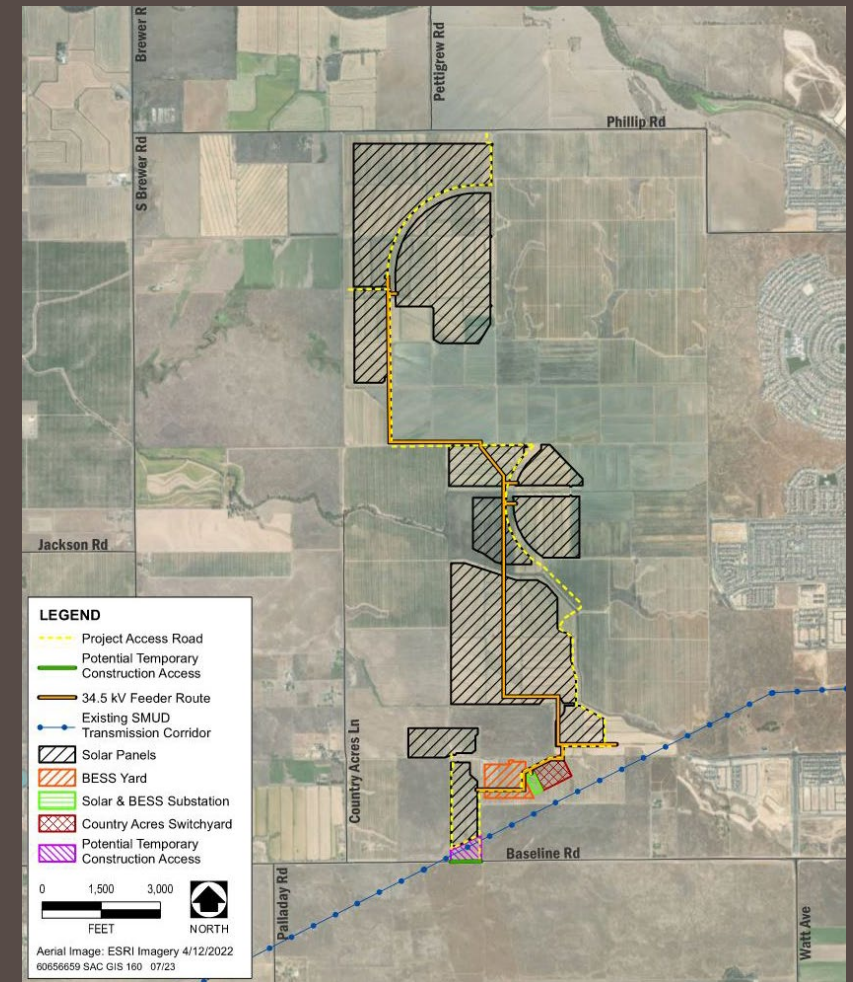 Brewer Rd
Pettigrew Rd
Phillip Rd
S Brewer Rd
Jackson Rd
LEGEND
Project Access Road
Potential Temporary
Construction Access
34.5 kV Feeder Route
Existing SMUD
Transmission Corridor
Solar Panels
BESS Yard
Solar & BESS Substation
Country Acres Switchyard
Potential Temporary
Construction Access
0 1,500 3,000
FEET
NORTH
Aerial Image: ESRI Imagery 4/12/2022
60656659 SAC GIS 160 07/23
Country Acres Ln
Baseline Rd
Palladay Rd
Watt Ave